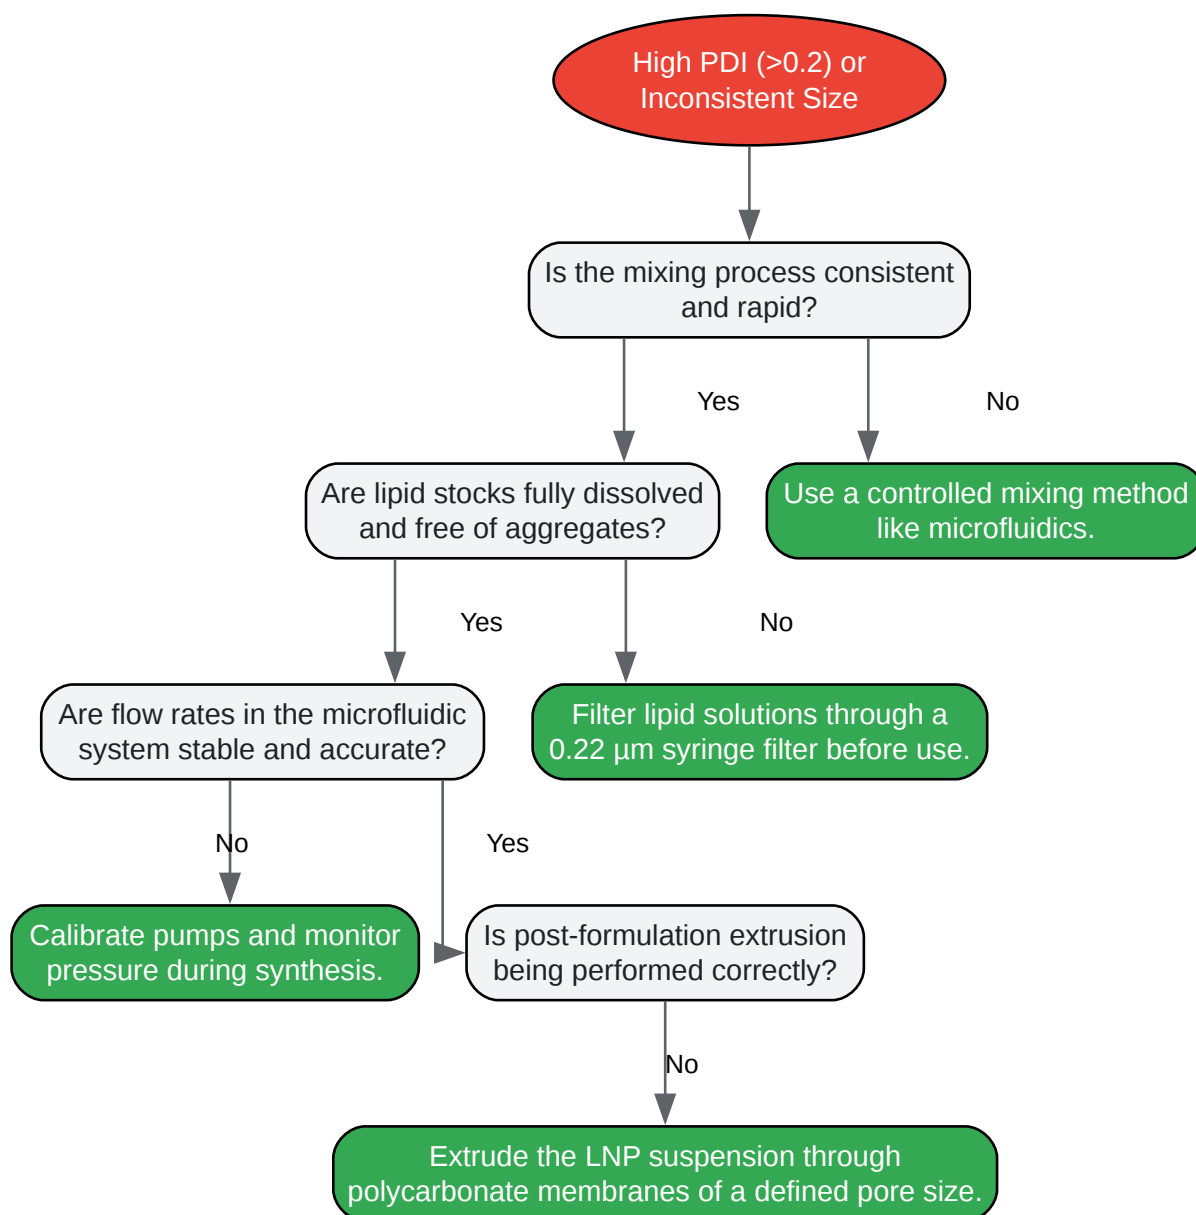 High PDI (>0.2) or
Inconsistent Size
Is the mixing process consistent
and rapid?
Yes
No
Are lipid stocks fully dissolved
and free of aggregates?
Use a controlled mixing method
like microfluidics.
Yes
No
Are flow rates in the microfluidic
system stable and accurate?
Filter lipid solutions through a
0.22 µm syringe filter before use.
No
Yes
Calibrate pumps and monitor
pressure during synthesis.
Is post-formulation extrusion
being performed correctly?
No
Extrude the LNP suspension through
polycarbonate membranes of a defined pore size.